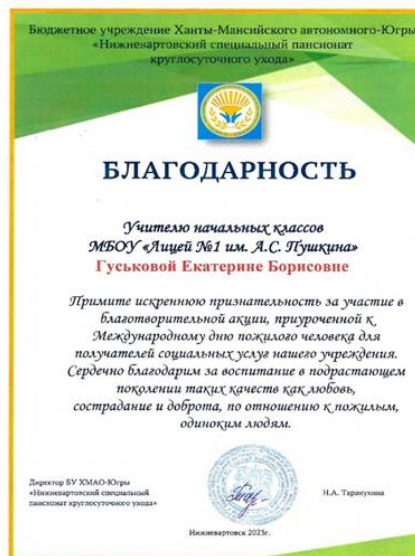 Бюджетное учреждение Ханты-Мансийского автономного-Югры
«Нижневартовский специальный пансионат
круглосуточного ухода»
БЛАГОДАРНОСТЬ
Учителю начальных классов
МБОУ «Лицей №1 им. А.С. Пушкина»
Гуськовой Екатерине Борисовне
Примите искреннюю признательность за участие в
благотворительной акции, приуроченной к
Международному дню пожилого человека для
получателей социальных услуг нашего учреждения.
Сердечно благодарим за воспитание в подрастающем
поколении таких качеств как любовь,
сострадание и доброта, по отношению к пожилым,
одиноким людям.
Директор БУ ХМАО-Югры
«Нижневартовский специальный
пансионат круглосуточного ухода»
Н.А. Таранухина
Нижневартовск 2025г.